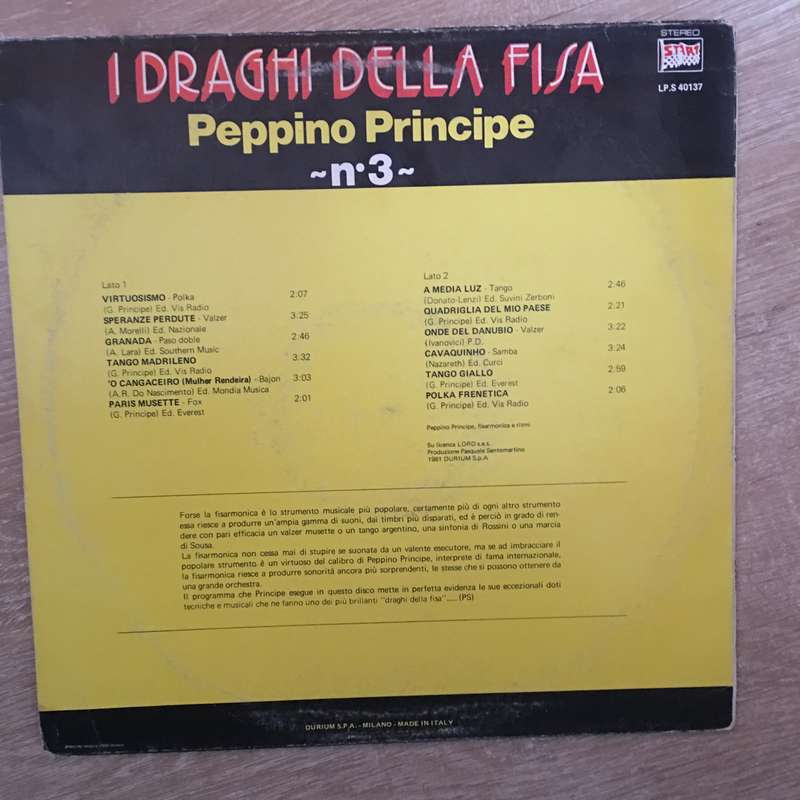 I DRAGHI DELLA FISA
STEREO
START
LP.S 40137
Peppino Principe
~n·3~
Lato 1
VIRTUOSISMO - Polka 2:07
(G. Principe) Ed. Vis Radio
SPERANZE PERDUTE - Valzer 3:25
(A. Morelli) Ed. Nazionale
GRANADA - Paso doble 2:46
(A. Lara) Ed. Southern Music
TANGO MADRILENO 3:32
(G. Principe) Ed. Vis Radio
'O CANGACEIRO (Mulher Rendeira) - Bajon 3:03
(A.R. Do Nascimento) Ed. Mondia Musica
PARIS MUSETTE - Fox 2:01
(G. Principe) Ed. Everest
Lato 2
A MEDIA LUZ - Tango 2:46
(Donato-Lenzi) Ed. Suvini Zerboni
QUADRIGLIA DEL MIO PAESE 2:21
(G. Principe) Ed. Vis Radio
ONDE DEL DANUBIO - Valzer 3:22
(Ivanovici) P.D.
CAVAQUINHO - Samba 3:24
(Nazareth) Ed. Curci
TANGO GIALLO 2:59
(G. Principe) Ed. Everest
POLKA FRENETICA 2:06
(G. Principe) Ed. Vis Radio
Peppino Principe, fisarmonica e ritmi
Su licenza LORD s.a.s.
Produzione Pasquale Santomartino
1981 DURIUM S.p.A
Forse la fisarmonica è lo strumento musicale più popolare, certamente più di ogni altro strumento
essa riesce a produrre un'ampia gamma di suoni, dai timbri più disparati, ed è perciò in grado di ren-
dere con pari efficacia un valzer musette o un tango argentino, una sinfonia di Rossini o una marcia
di Sousa.
La fisarmonica non cessa mai di stupire se suonata da un valente esecutore, ma se ad imbracciare il
popolare strumento è un virtuoso del calibro di Peppino Principe, interprete di fama internazionale,
la fisarmonica riesce a produrre sonorità ancora più sorprendenti, le stesse che si possono ottenere da
una grande orchestra.
Il programma che Principe esegue in questo disco mette in perfetta evidenza le sue eccezionali doti
tecniche e musicali che ne fanno uno dei più brillanti "draghi della fisa"..... (PS)
DURIUM S.P.A. - MILANO - MADE IN ITALY